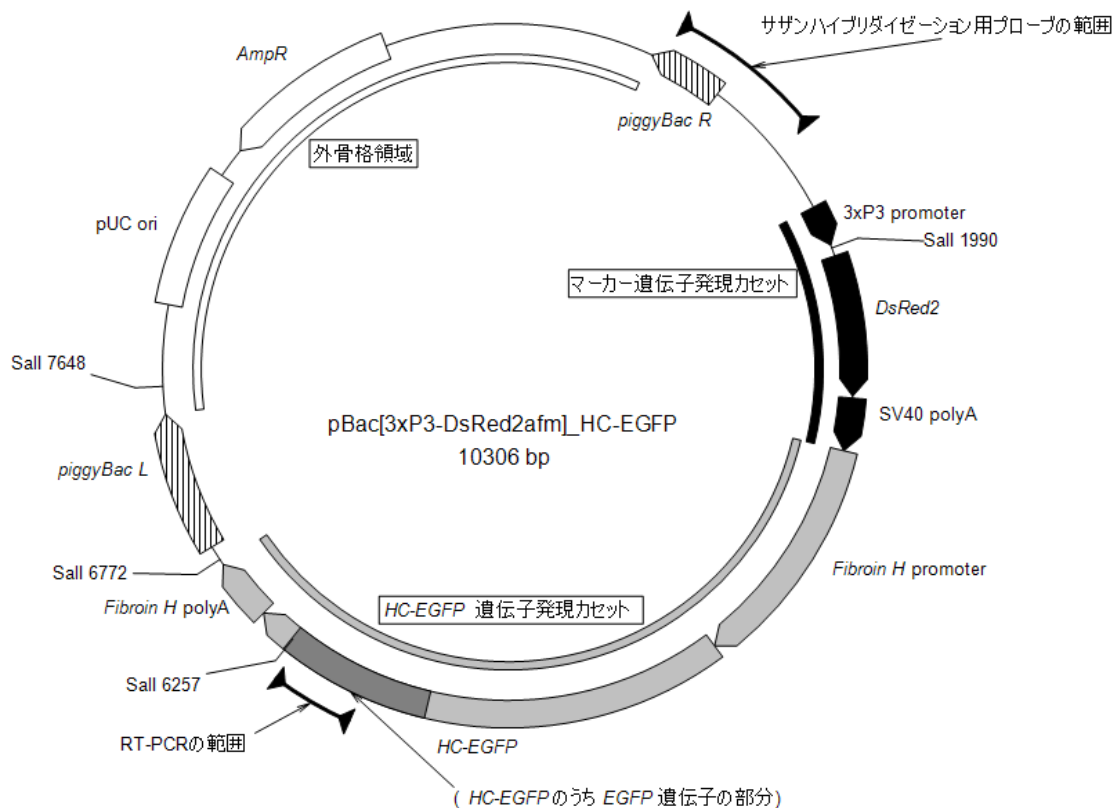 サザンハイブリダイゼーション用プローブの範囲
AmpR
piggyBac R
外骨格領域
pUC ori
3xP3 promoter
SalI 1990
マーカー遺伝子発現カセット
DsRed2
SalI 7648
SV40 polyA
pBac[3xP3-DsRed2afm]_HC-EGFP
10306 bp
piggyBac L
SalI 6772
Fibroin H promoter
Fibroin H polyA
HC-EGFP 遺伝子発現カセット
SalI 6257
RT-PCRの範囲
HC-EGFP
( HC-EGFPのうち EGFP 遺伝子の部分)